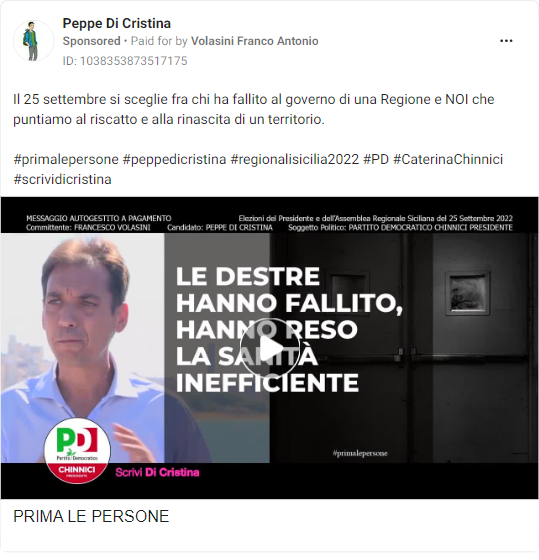 Peppe Di Cristina
Sponsored • Paid for by Volasini Franco Antonio
ID: 1038353873517175
Il 25 settembre si sceglie fra chi ha fallito al governo di una Regione e NOI che
puntiamo al riscatto e alla rinascita di un territorio.
#primalepersone #peppedicristina #regionalisicilia2022 #PD #CaterinaChinnici
#scrividicristina
MESSAGGIO AUTOGESTITO A PAGAMENTO
Elezioni del Presidente e dell'Assemblea Regionale Siciliana del 25 Settembre 2022
Committente: FRANCESCO VOLASINI Candidato: PEPPE DI CRISTINA Soggetto Politico: PARTITO DEMOCRATICO CHINNICI PRESIDENTE
LE DESTRE
HANNO FALLITO,
HANNO RESO
LA SANITÀ
INEFFICIENTE
#primalepersone
PD
Partito Democratico
CHINNICI
PRESIDENTE
Scrivi Di Cristina
PRIMA LE PERSONE